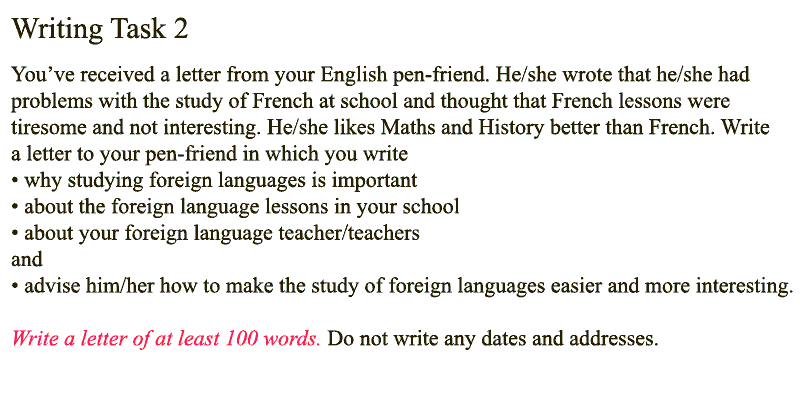 Writing Task 2
You've received a letter from your English pen-friend. He/she wrote that he/she had
problems with the study of French at school and thought that French lessons were
tiresome and not interesting. He/she likes Maths and History better than French. Write
a letter to your pen-friend in which you write
• why studying foreign languages is important
• about the foreign language lessons in your school
• about your foreign language teacher/teachers
and
• advise him/her how to make the study of foreign languages easier and more interesting.
Write a letter of at least 100 words. Do not write any dates and addresses.